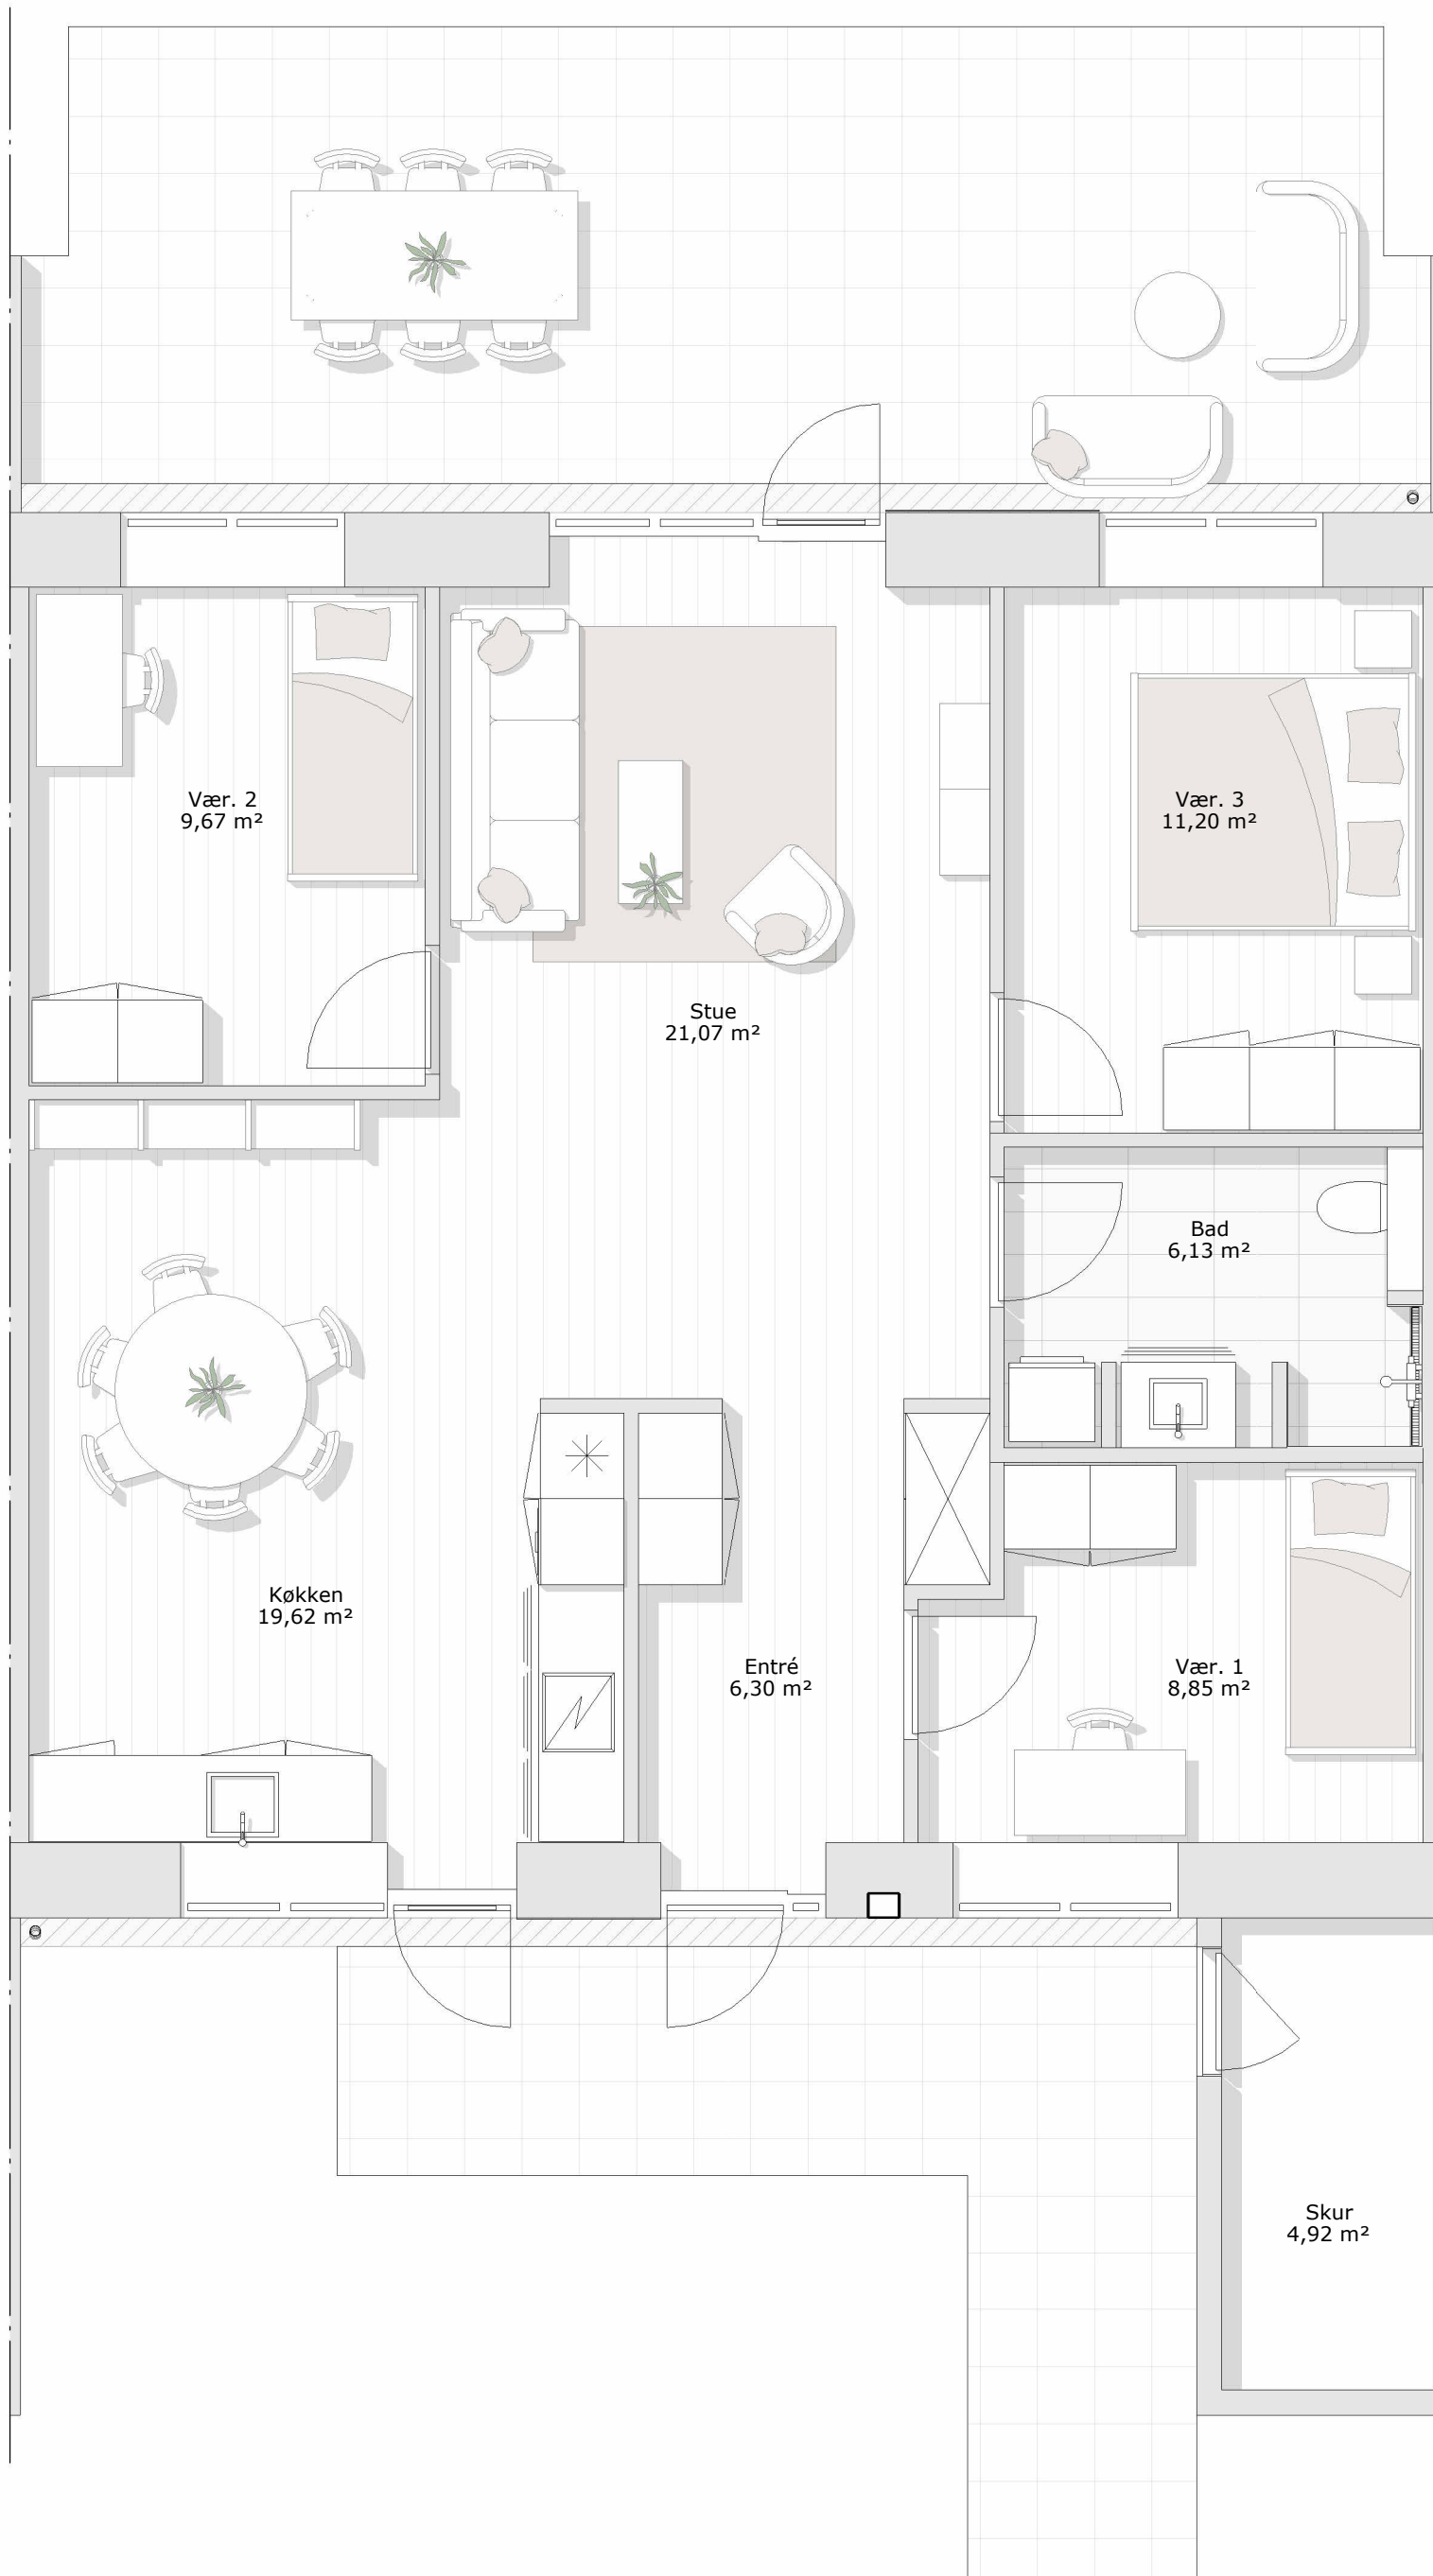 Vær. 2
9,67 m²
Vær. 3
11,20 m²
Stue
21,07 m²
Bad
6,13 m²
Køkken
19,62 m²
Entré
6,30 m²
Vær. 1
8,85 m²
Skur
4,92 m²